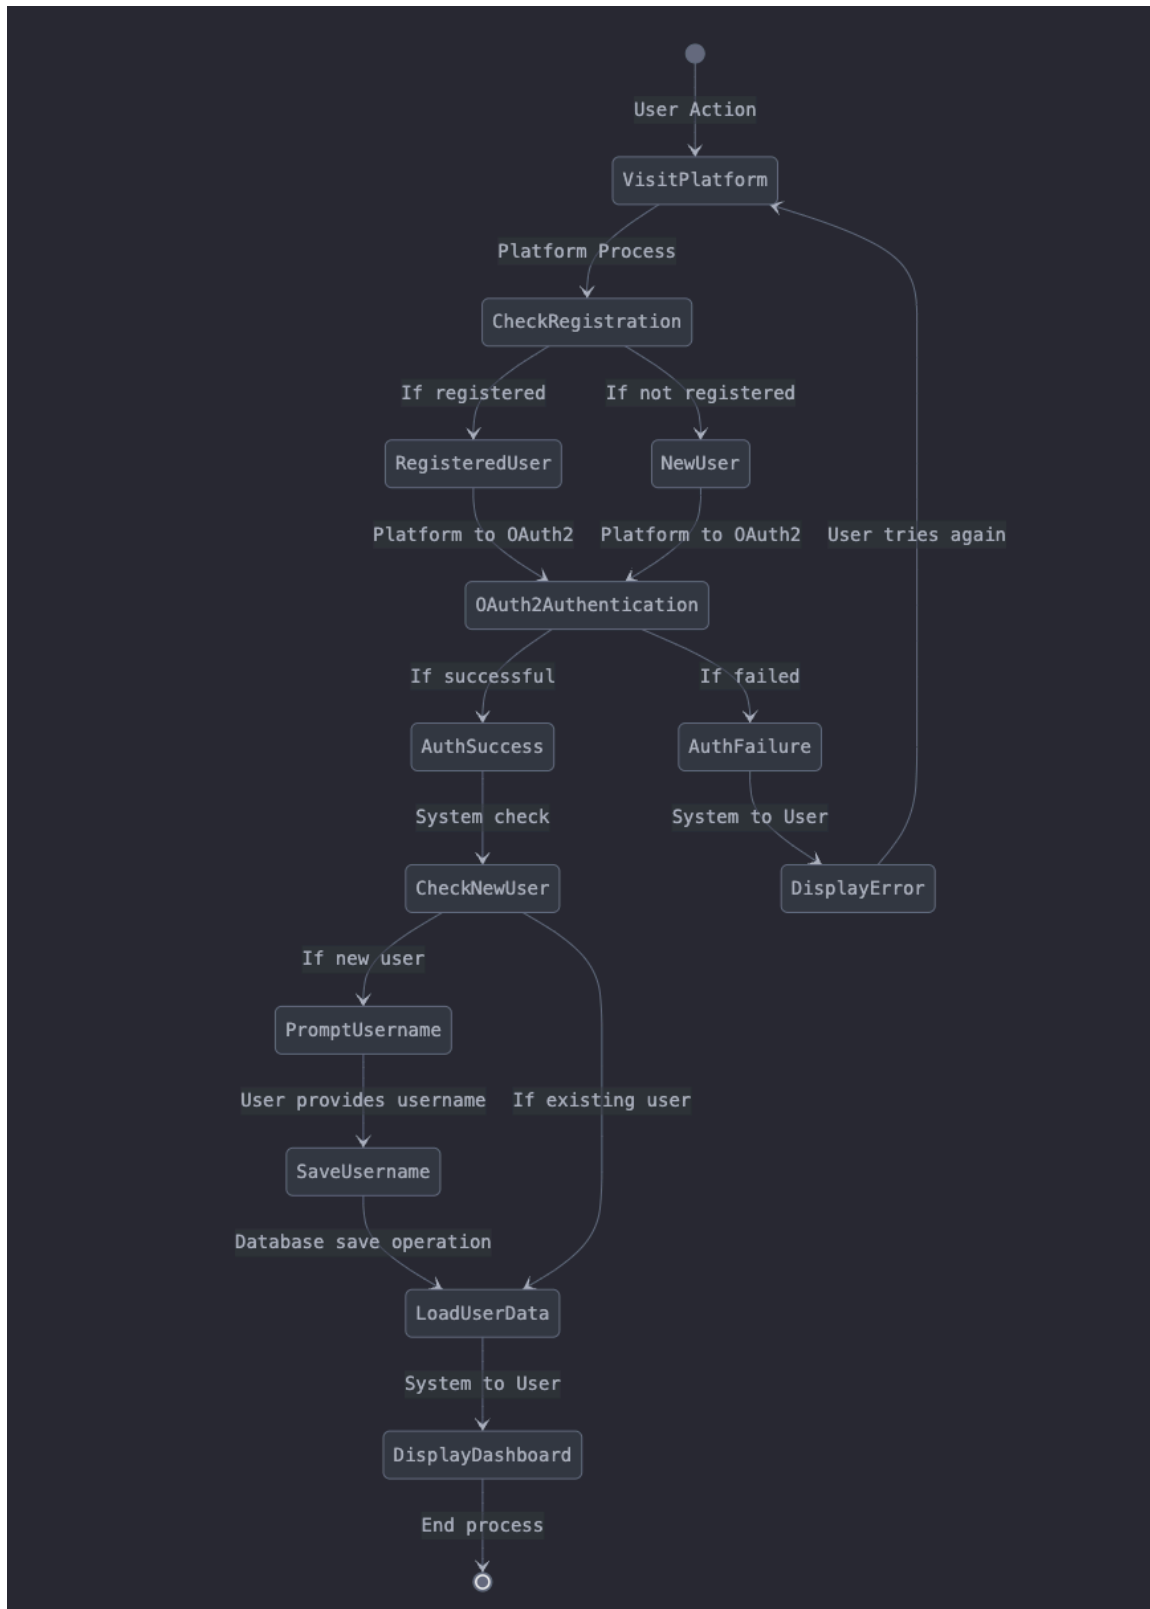 User Action
VisitPlatform
Platform Process
CheckRegistration
If registered
If not registered
RegisteredUser
NewUser
Platform to OAuth2
Platform to OAuth2
User tries again
OAuth2Authentication
If successful
If failed
AuthSuccess
AuthFailure
System check
System to User
CheckNewUser
DisplayError
If new user
PromptUsername
User provides username
If existing user
SaveUsername
Database save operation
LoadUserData
System to User
DisplayDashboard
End process